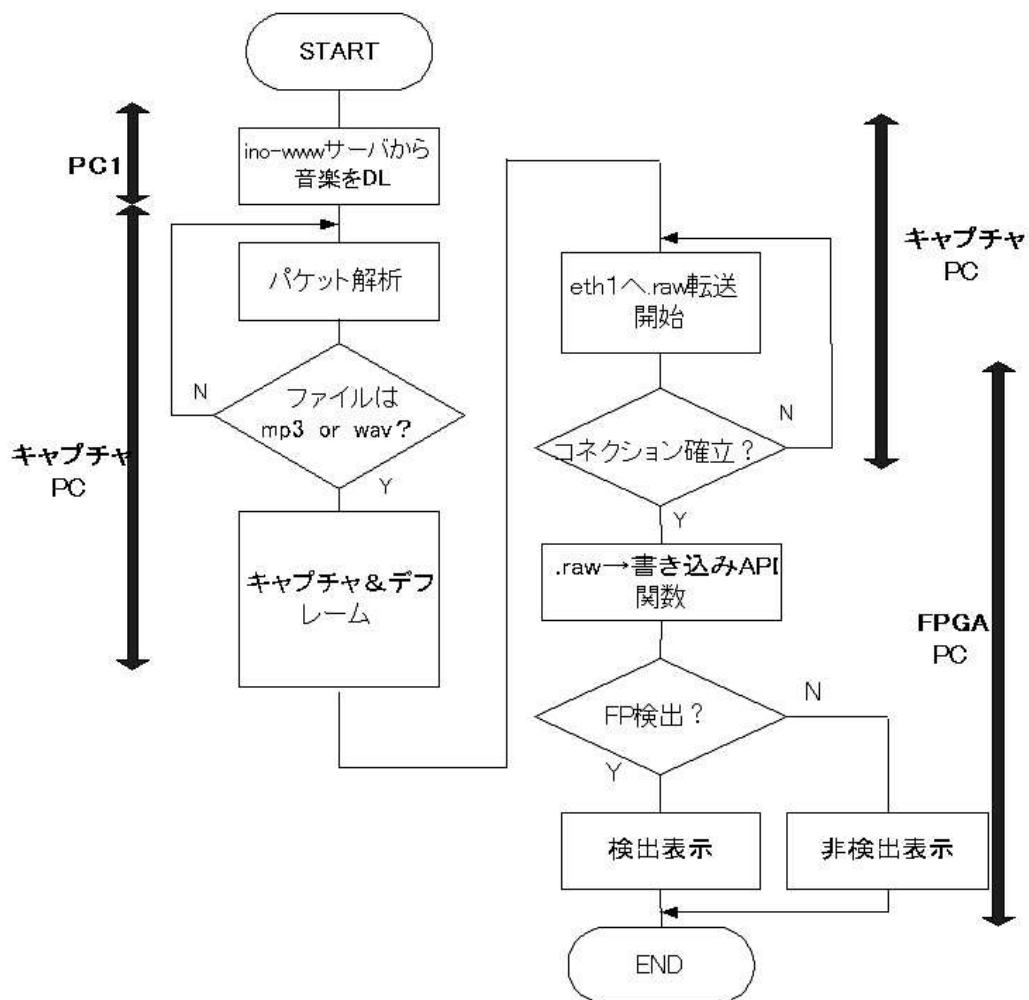 START
PC1
ino-wwwサーバから
音楽をDL
パケット解析
N
ファイルは
mp3 or wav?
Y
キャプチャ
PC
キャプチャ&デフ
レーム
キャプチャ
PC
eth1へ.raw転送
開始
N
コネクション確立?
Y
.raw→書き込みAPI
関数
FPGA
PC
FP検出?
N
Y
検出表示
非検出表示
END